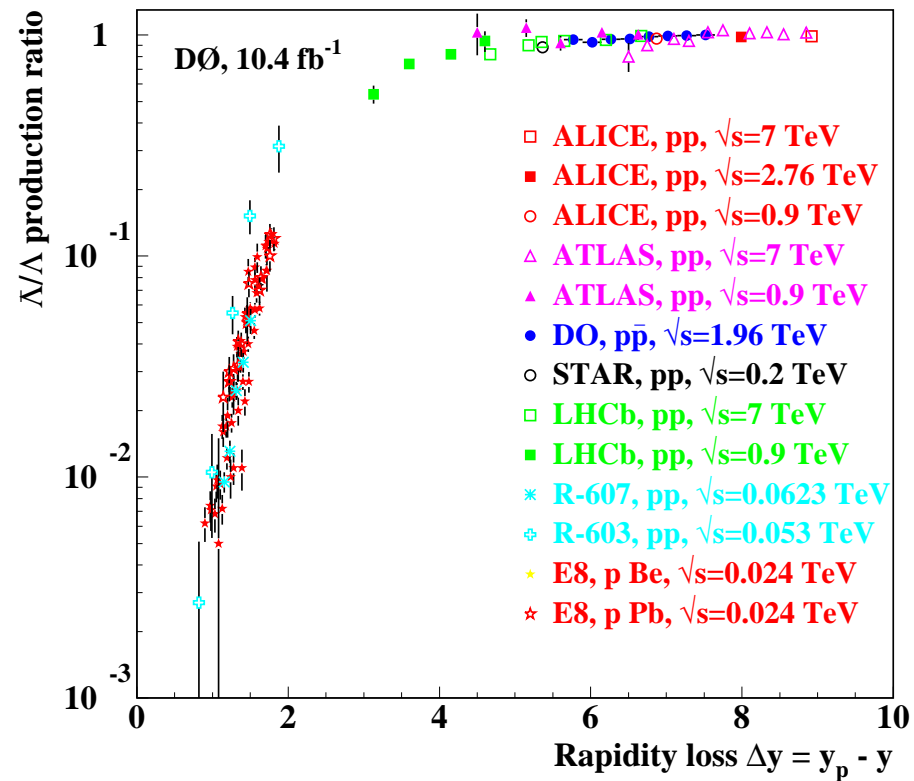 Λ̄/Λ production ratio
DØ, 10.4 fb⁻¹
1
10⁻¹
10⁻²
10⁻³
ALICE, pp, √s=7 TeV
ALICE, pp, √s=2.76 TeV
ALICE, pp, √s=0.9 TeV
ATLAS, pp, √s=7 TeV
ATLAS, pp, √s=0.9 TeV
DO, pp̄, √s=1.96 TeV
STAR, pp, √s=0.2 TeV
LHCb, pp, √s=7 TeV
LHCb, pp, √s=0.9 TeV
R-607, pp, √s=0.0623 TeV
R-603, pp, √s=0.053 TeV
E8, p Be, √s=0.024 TeV
E8, p Pb, √s=0.024 TeV
0 2 4 6 8 10
Rapidity loss Δy = yₚ - y